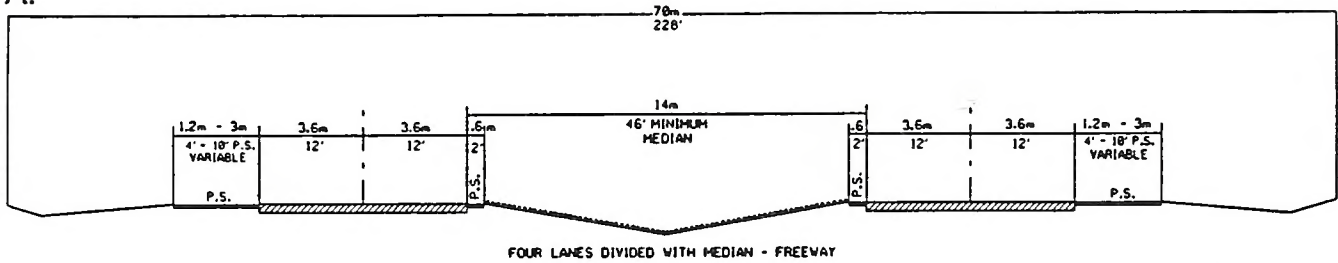 70m
228'
14m
46' MINIMUM
MEDIAN
1.2m - 3m 3.6m 3.6m .6m
4' - 10' P.S. 12' 12' 2'
VARIABLE
P.S. P.S.
.6 3.6m 3.6m 1.2m - 3m
2' 12' 12' 4' - 10' P.S.
VARIABLE
P.S. P.S.
FOUR LANES DIVIDED WITH MEDIAN - FREEWAY